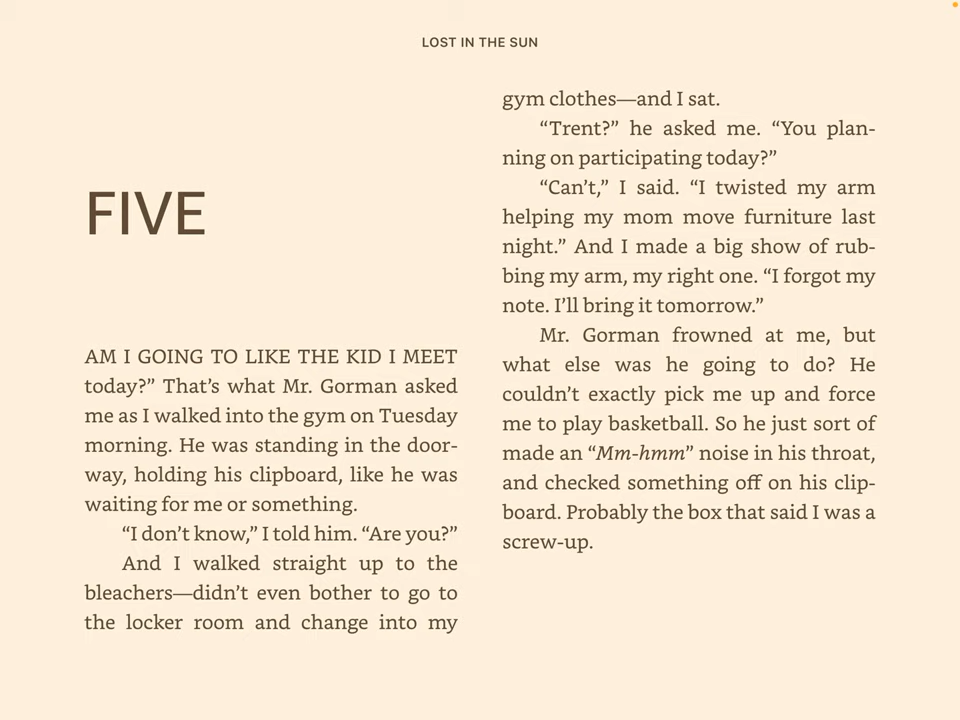 LOST IN THE SUN
FIVE
AM I GOING TO LIKE THE KID I MEET
today?” That’s what Mr. Gorman asked
me as I walked into the gym on Tuesday
morning. He was standing in the door-
way, holding his clipboard, like he was
waiting for me or something.
“I don’t know,” I told him. “Are you?”
And I walked straight up to the
bleachers—didn’t even bother to go to
the locker room and change into my
gym clothes—and I sat.
“Trent?” he asked me. “You plan-
ning on participating today?”
“Can’t,” I said. “I twisted my arm
helping my mom move furniture last
night.” And I made a big show of rub-
bing my arm, my right one. “I forgot my
note. I’ll bring it tomorrow.”
Mr. Gorman frowned at me, but
what else was he going to do? He
couldn’t exactly pick me up and force
me to play basketball. So he just sort of
made an “Mm-hmm” noise in his throat,
and checked something off on his clip-
board. Probably the box that said I was a
screw-up.